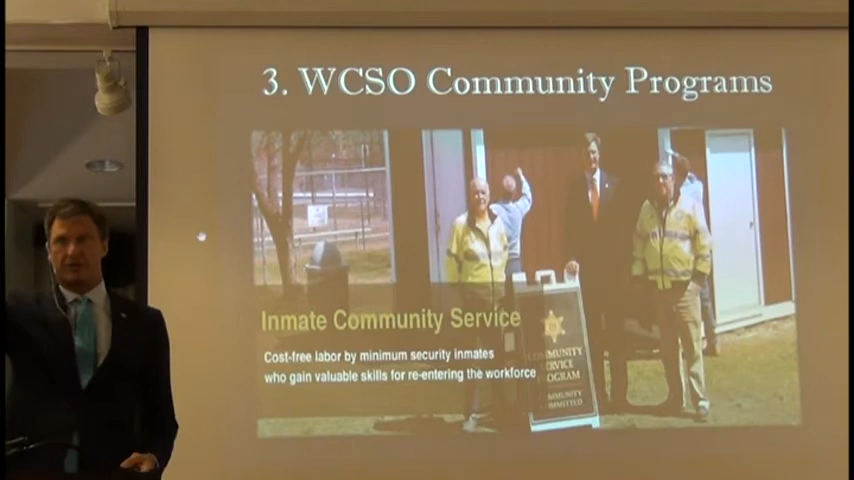 3. WCSO Community Programs
Inmate Community Service
Cost-free labor by minimum security inmates
who gain valuable skills for re-entering the workforce
COMMUNITY
SERVICE
PROGRAM
COMMUNITY